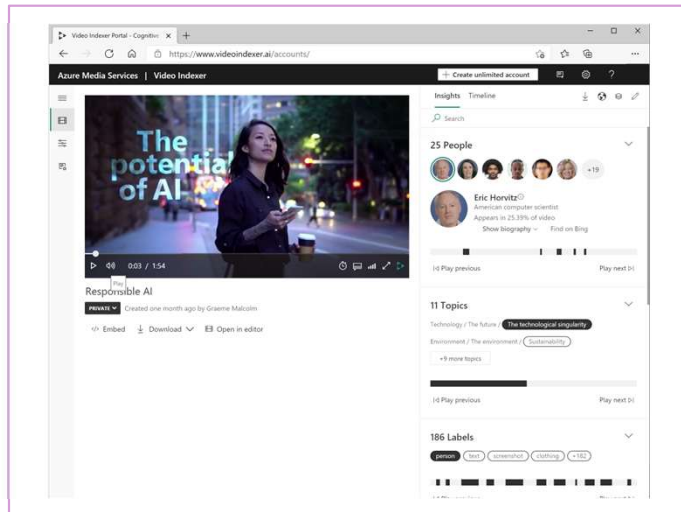 Video Indexer Portal - Cognitive
https://www.videoindexer.ai/accounts/
Azure Media Services | Video Indexer
Create unlimited account
The potential of AI
0:03 / 1:54
Play
Responsible AI
PRIVATE
Created one month ago by Graeme Malcolm
Embed
Download
Open in editor
Insights Timeline
Search
25 People
+19
Eric Horvitz
American computer scientist
Appears in 25.39% of video
Show biography
Find on Bing
Play previous
Play next
11 Topics
Technology / The future / The technological singularity
Environment / The environment / Sustainability
+9 more topics
Play previous
Play next
186 Labels
person text screenshot clothing +182